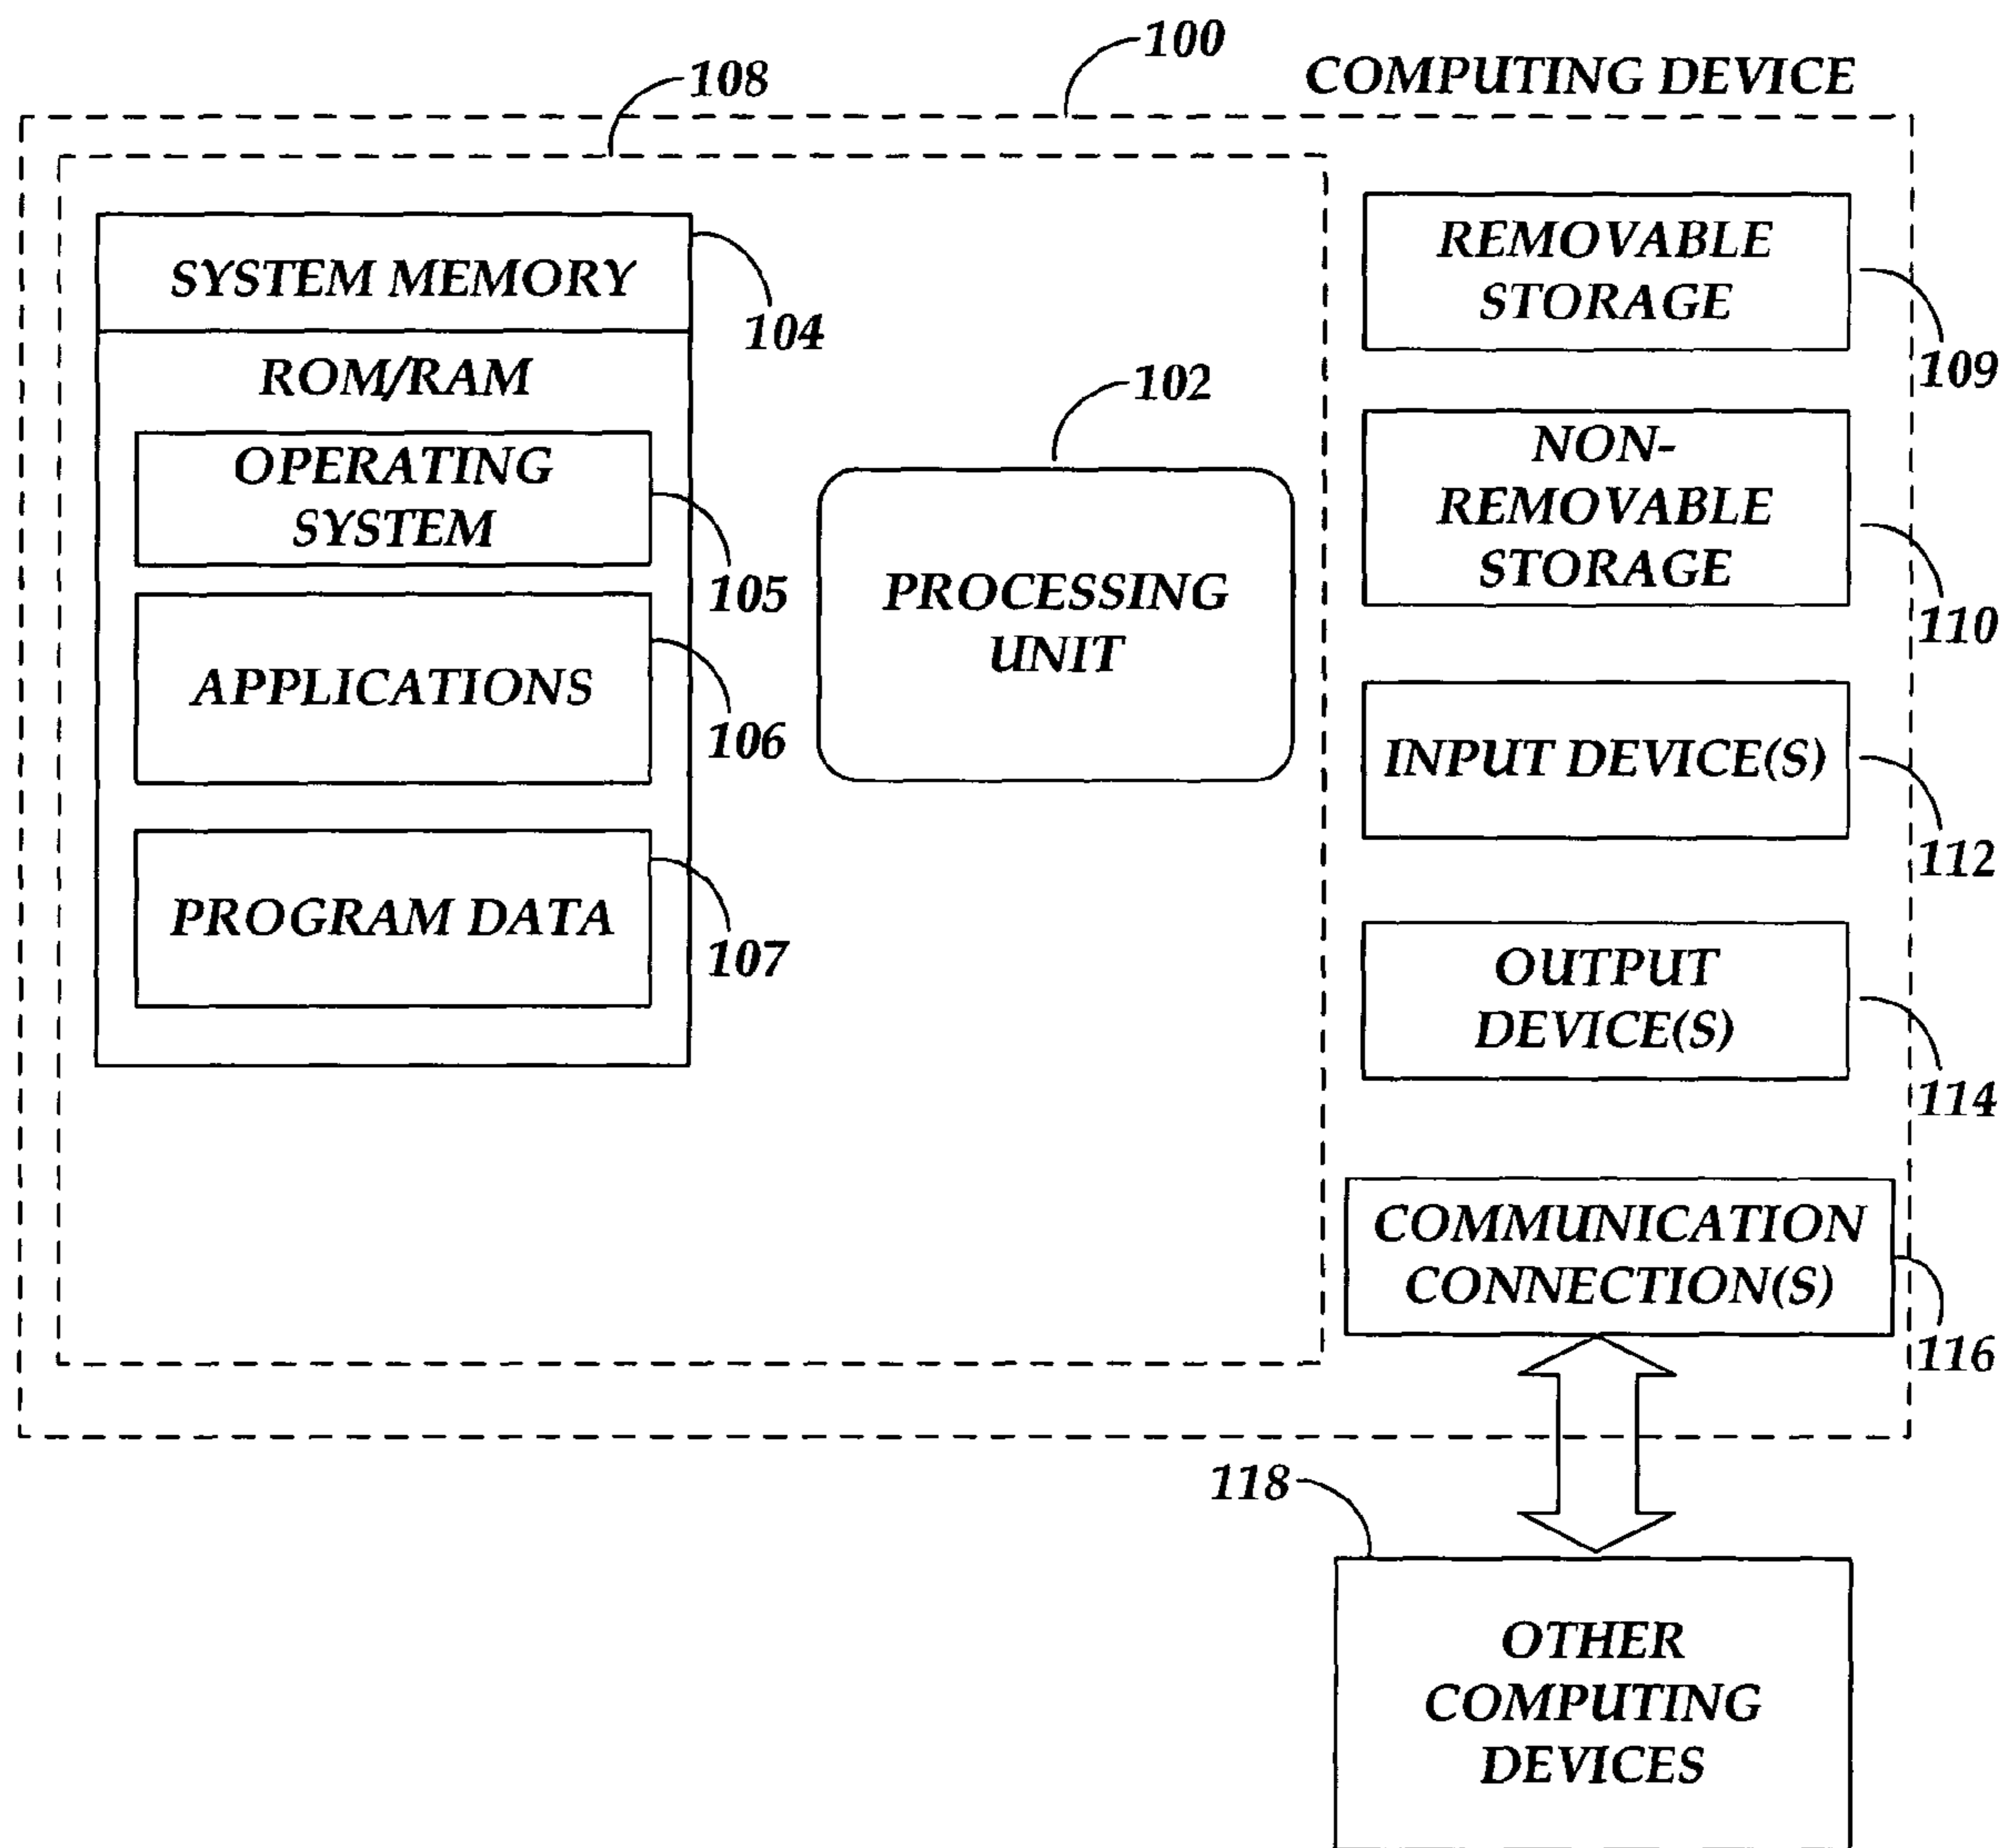 100
COMPUTING DEVICE
108
SYSTEM MEMORY
104
ROM/RAM
OPERATING
SYSTEM
105
APPLICATIONS
106
PROGRAM DATA
107
102
PROCESSING
UNIT
REMOVABLE
STORAGE
109
NON-
REMOVABLE
STORAGE
110
INPUT DEVICE(S)
112
OUTPUT
DEVICE(S)
114
COMMUNICATION
CONNECTION(S)
116
118
OTHER
COMPUTING
DEVICES